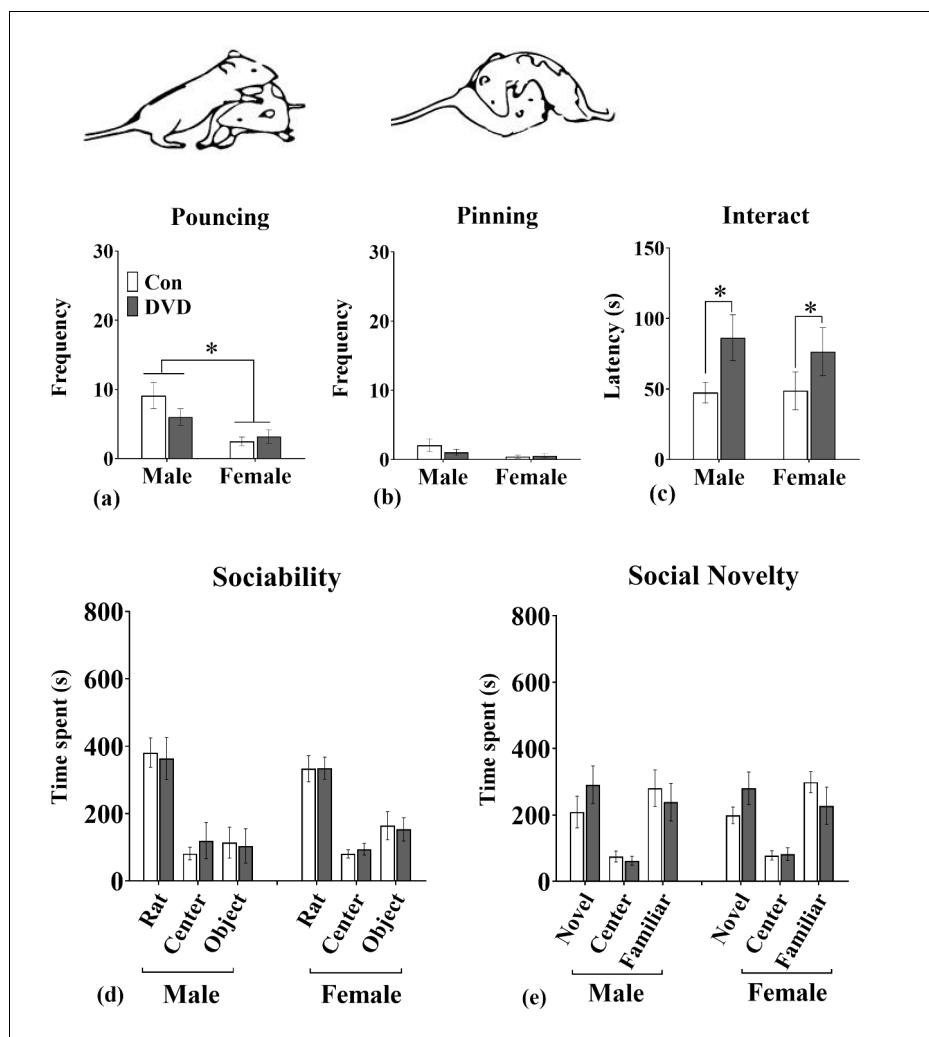 Pouncing
Frequency
30
20
10
0
Con
DVD
*
Male Female
(a)
Pinning
Frequency
30
20
10
0
Male Female
(b)
Interact
Latency (s)
150
100
50
0
*
*
Male Female
(c)
Sociability
Time spent (s)
800
600
400
200
0
Rat
Center
Object
Rat
Center
Object
(d)
Male
Female
Social Novelty
Time spent (s)
800
600
400
200
0
Novel
Center
Familiar
Novel
Center
Familiar
(e)
Male
Female